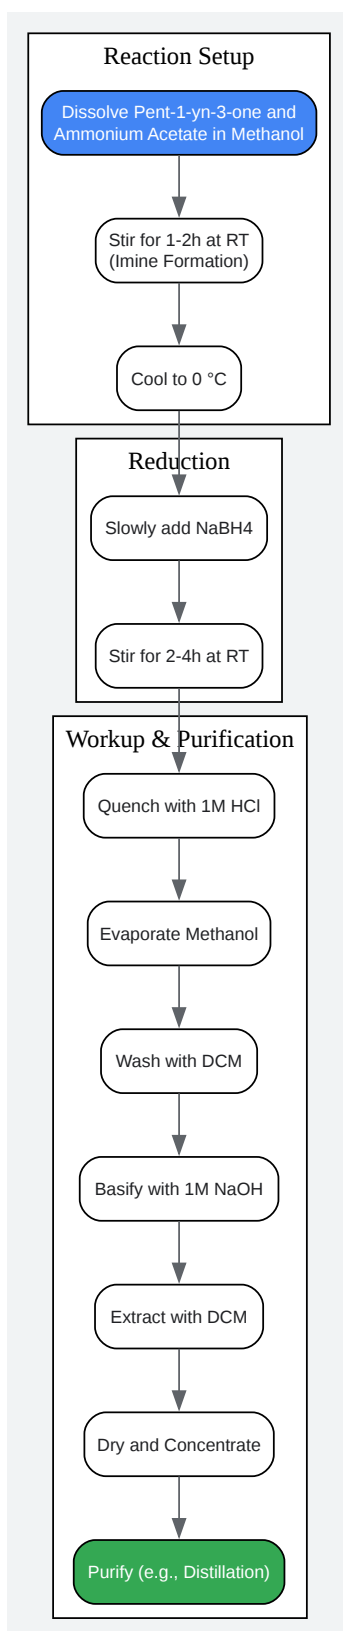 Reaction Setup
Dissolve Pent-1-yn-3-one and
Ammonium Acetate in Methanol
Stir for 1-2h at RT
(Imine Formation)
Cool to 0 °C
Reduction
Slowly add NaBH4
Stir for 2-4h at RT
Workup & Purification
Quench with 1M HCl
Evaporate Methanol
Wash with DCM
Basify with 1M NaOH
Extract with DCM
Dry and Concentrate
Purify (e.g., Distillation)